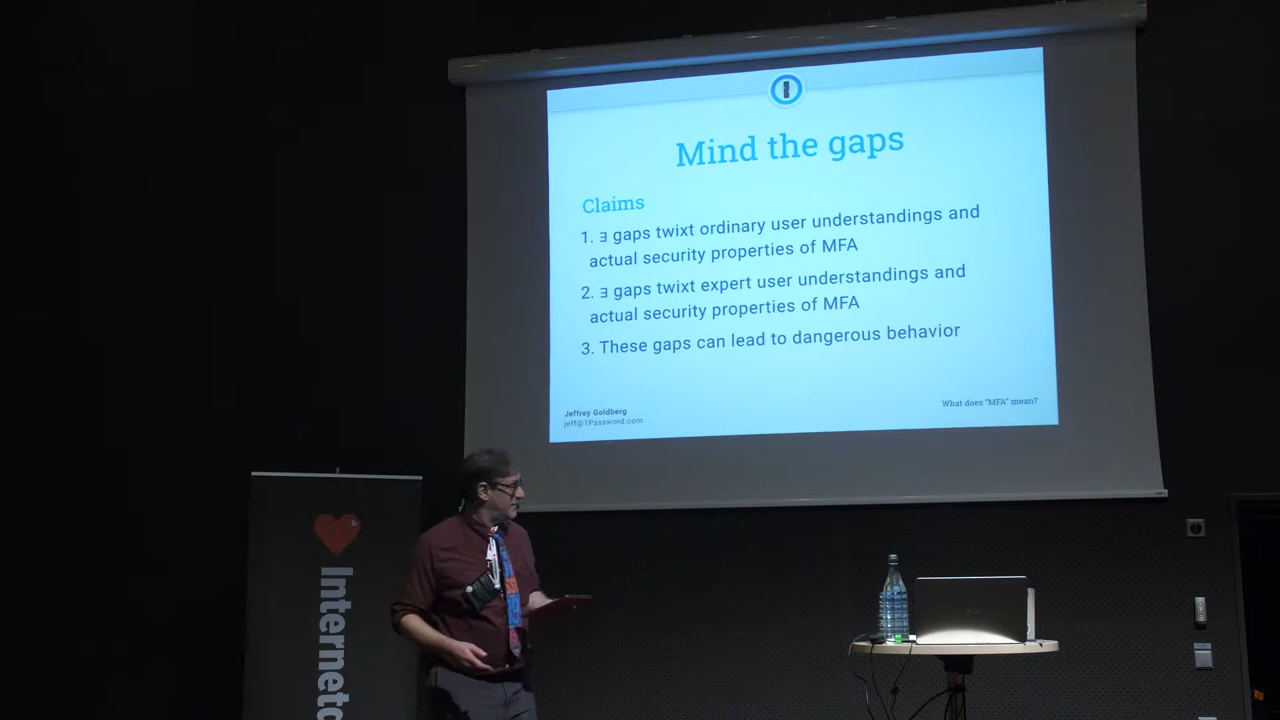 Mind the gaps
Claims
1. ∃ gaps twixt ordinary user understandings and
actual security properties of MFA
2. ∃ gaps twixt expert user understandings and
actual security properties of MFA
3. These gaps can lead to dangerous behavior
Jeffrey Goldberg
jeff@1Password.com
What does “MFA” mean?